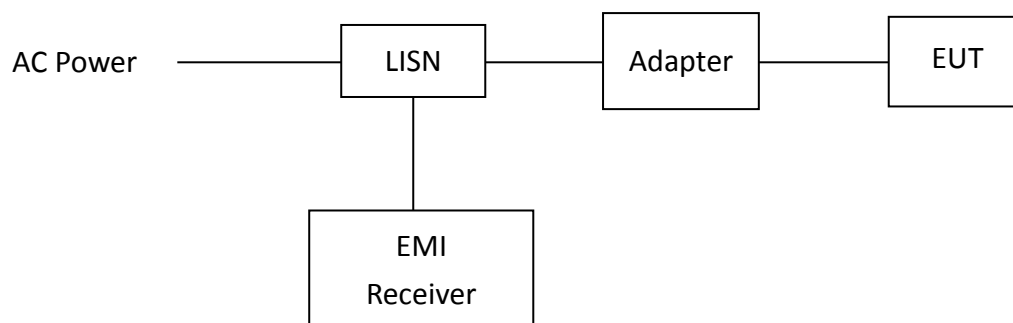 AC Power
LISN
Adapter
EUT
EMI
Receiver